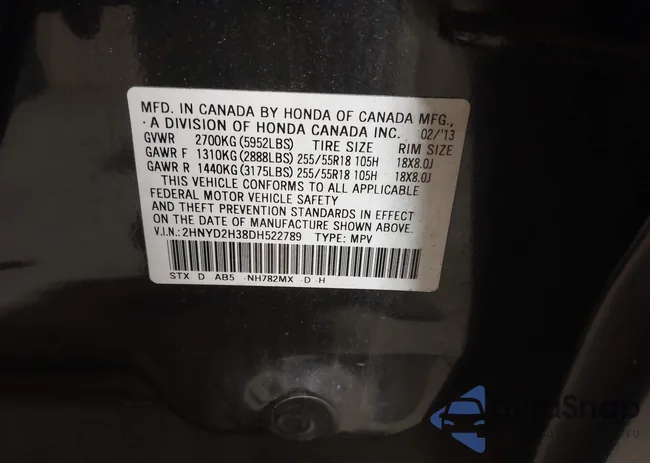 MFD. IN CANADA BY HONDA OF CANADA MFG.,
A DIVISION OF HONDA CANADA INC. 02/'13
GVWR 2700KG (5952LBS) TIRE SIZE RIM SIZE
GAWR F 1310KG (2888LBS) 255/55R18 105H 18X8.0J
GAWR R 1440KG (3175LBS) 255/55R18 105H 18X8.0J
THIS VEHICLE CONFORMS TO ALL APPLICABLE
FEDERAL MOTOR VEHICLE SAFETY
AND THEFT PREVENTION STANDARDS IN EFFECT
ON THE DATE OF MANUFACTURE SHOWN ABOVE.
V.I.N.: 2HNYD2H38DH522789 TYPE: MPV
STX D AB5 -NH782MX -D -H
AutoSnap